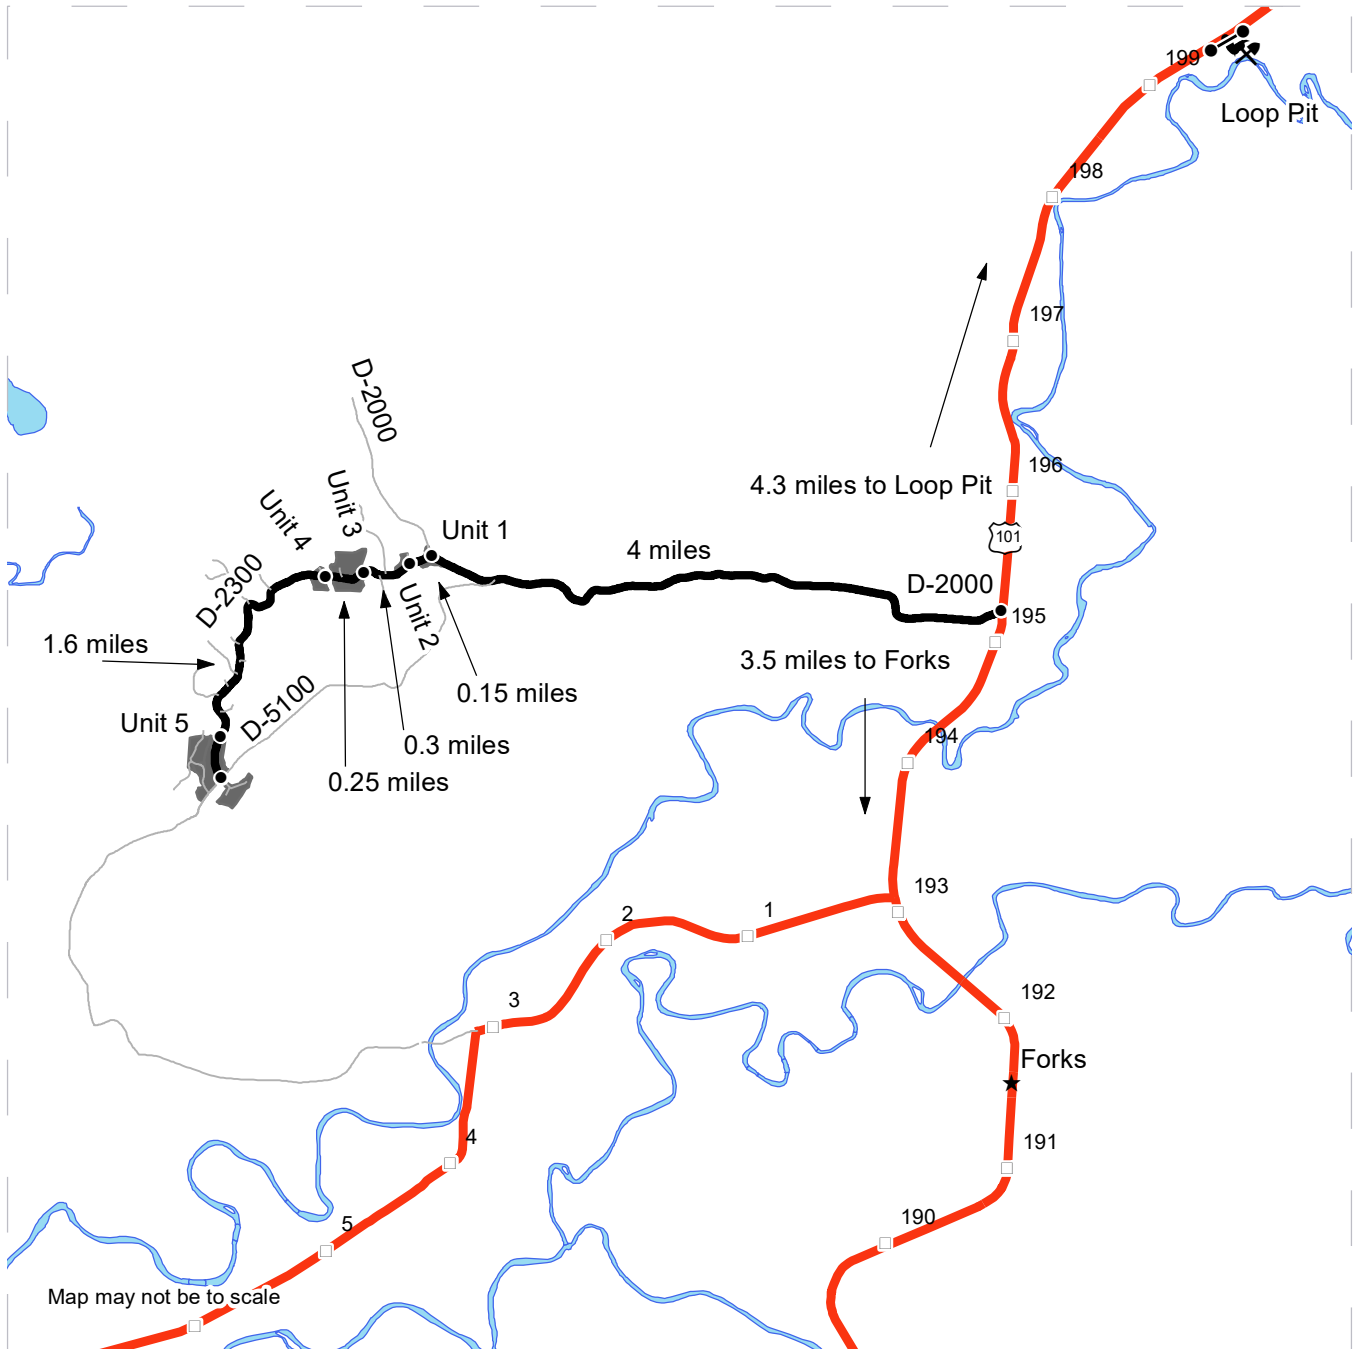 199
Loop Pit
198
197
D-2000
196
4.3 miles to Loop Pit
Unit 3
Unit 4
Unit 1
101
4 miles
D-2300
D-2000
Unit 2
195
1.6 miles
3.5 miles to Forks
0.15 miles
D-5100
Unit 5
194
0.3 miles
0.25 miles
193
1
2
192
3
Forks
4
191
190
5
Map may not be to scale